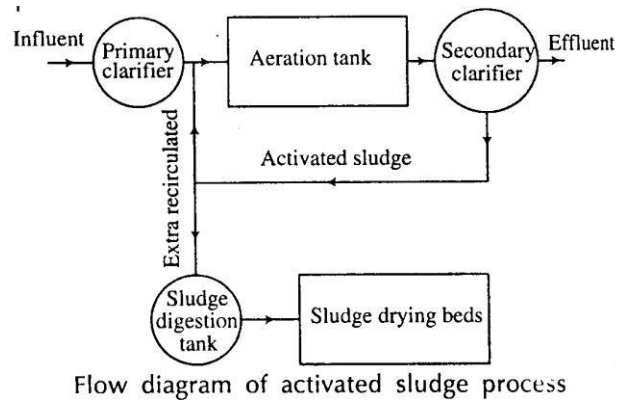 Influent
Primary
clarifier
Aeration tank
Secondary
clarifier
Effluent
Activated sludge
Extra recirculated
Sludge
digestion
tank
Sludge drying beds
Flow diagram of activated sludge process